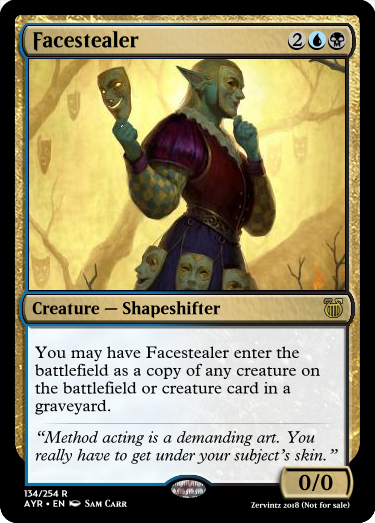 Facestealer 2
Creature — Shapeshifter
You may have Facestealer enter the
battlefield as a copy of any creature on
the battlefield or creature card in a
graveyard.
“Method acting is a demanding art. You
really have to get under your subject’s skin.”
0/0
134/254 R
AYR • EN Sam Carr
Zervintz 2018 (Not for sale)